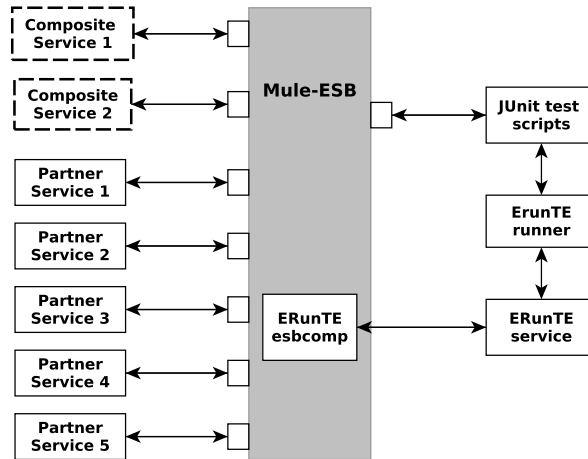 Composite
Service 1
Composite
Service 2
Partner
Service 1
Partner
Service 2
Partner
Service 3
Partner
Service 4
Partner
Service 5
Mule-ESB
ERunTE
esbcomp
JUnit test
scripts
ErunTE
runner
ERunTE
service